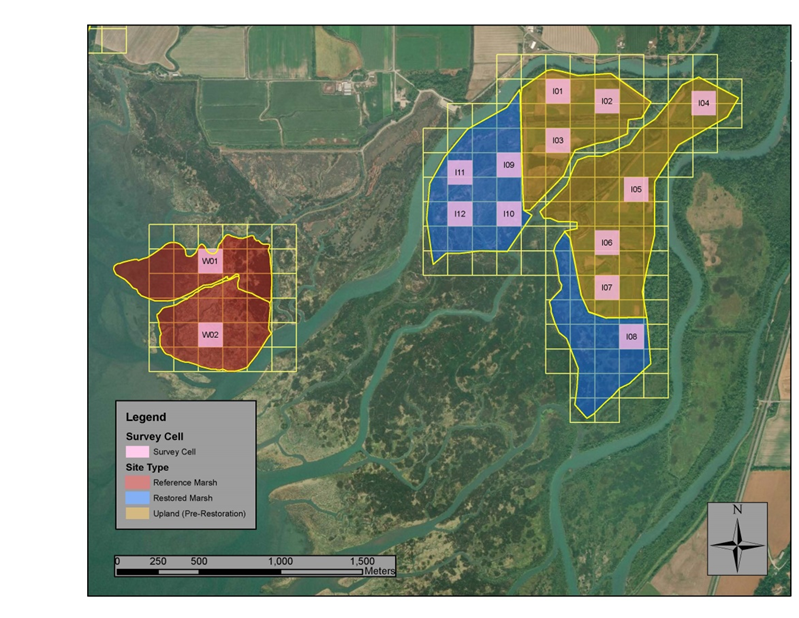 I01
I02
I04
I03
I11
I09
I05
I12
I10
I06
W01
I07
W02
I08
Legend
Survey Cell
Survey Cell
Site Type
Reference Marsh
Restored Marsh
Upland (Pre-Restoration)
N
0 250 500 1,000 1,500
Meters